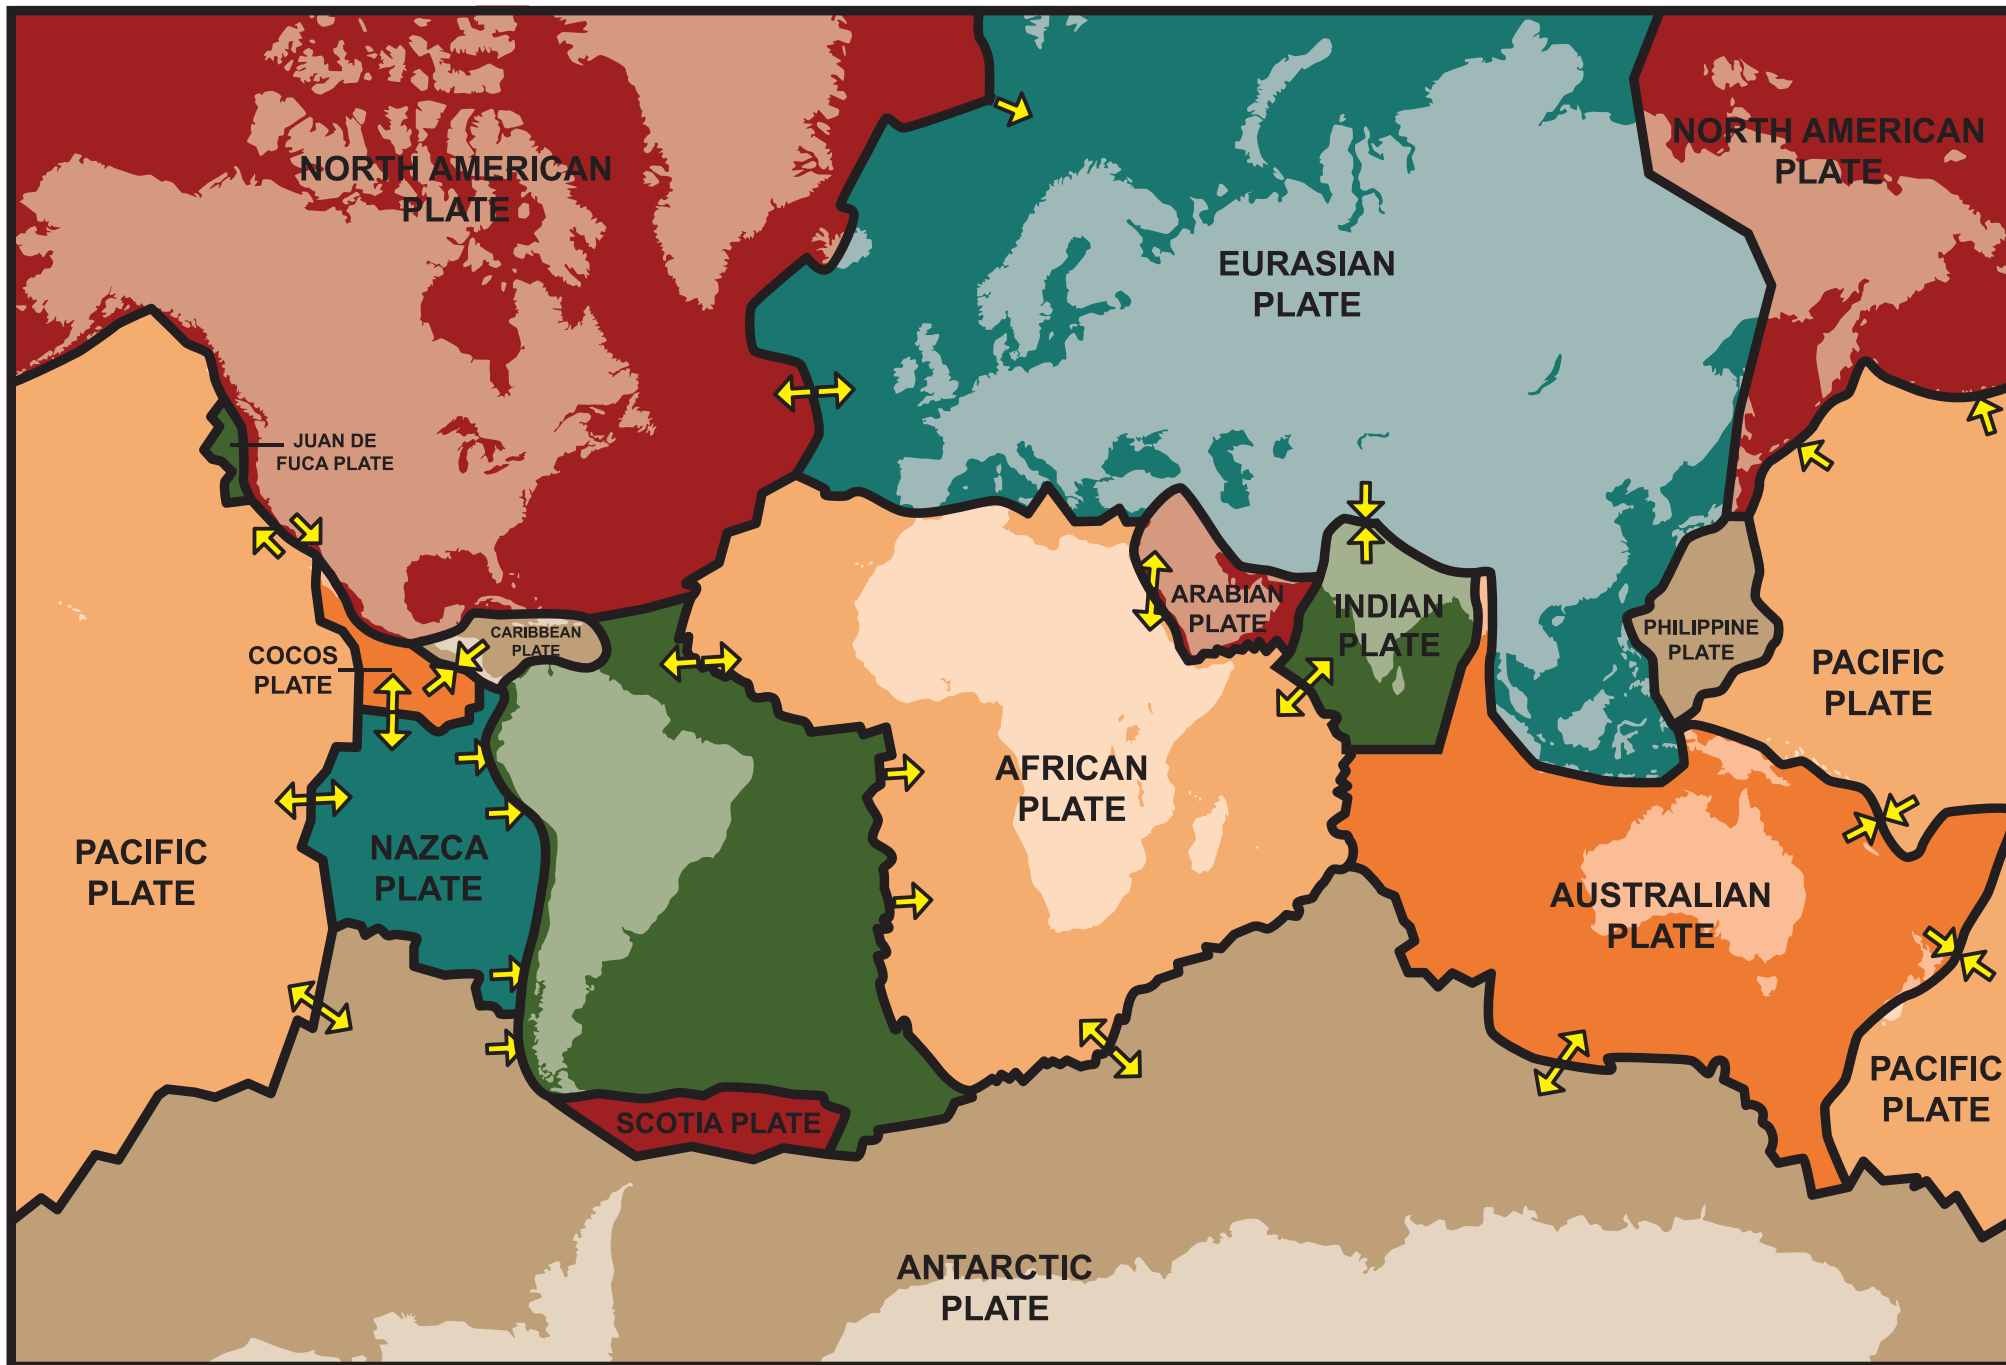 NORTH AMERICAN
PLATE
NORTH AMERICAN
PLATE
EURASIAN
PLATE
JUAN DE
FUCA PLATE
CARIBBEAN
PLATE
COCOS
PLATE
ARABIAN
PLATE
INDIAN
PLATE
PHILIPPINE
PLATE
PACIFIC
PLATE
PACIFIC
PLATE
NAZCA
PLATE
AFRICAN
PLATE
AUSTRALIAN
PLATE
PACIFIC
PLATE
SCOTIA PLATE
ANTARCTIC
PLATE